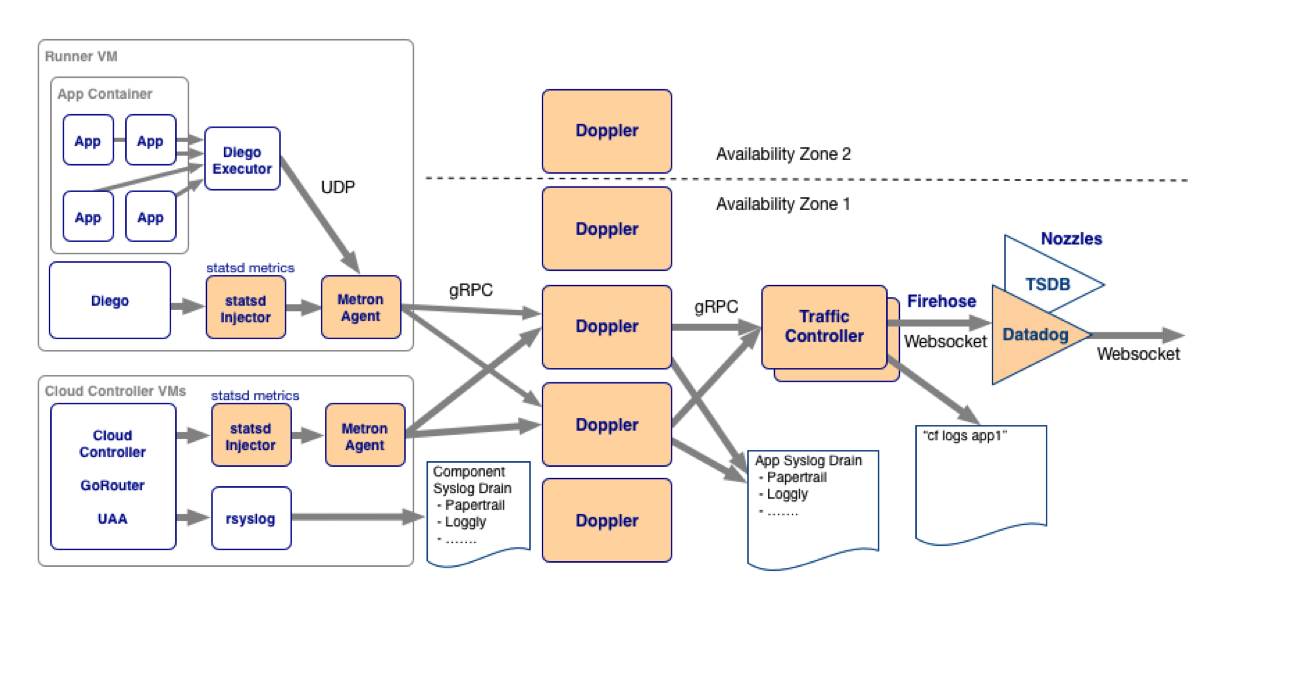 Runner VM
App Container
App
App
App
App
Diego
Executor
UDP
Diego
statsd metrics
statsd
Injector
Metron
Agent
gRPC
Cloud Controller VMs
Cloud
Controller
GoRouter
UAA
statsd metrics
statsd
Injector
Metron
Agent
rsyslog
Component
Syslog Drain
- Papertrail
- Loggly
- .......
Doppler
Availability Zone 2
Availability Zone 1
Doppler
Doppler
Doppler
Doppler
gRPC
App Syslog Drain
- Papertrail
- Loggly
- .......
Traffic
Controller
Firehose
Websocket
“cf logs app1”
Nozzles
TSDB
Datadog
Websocket